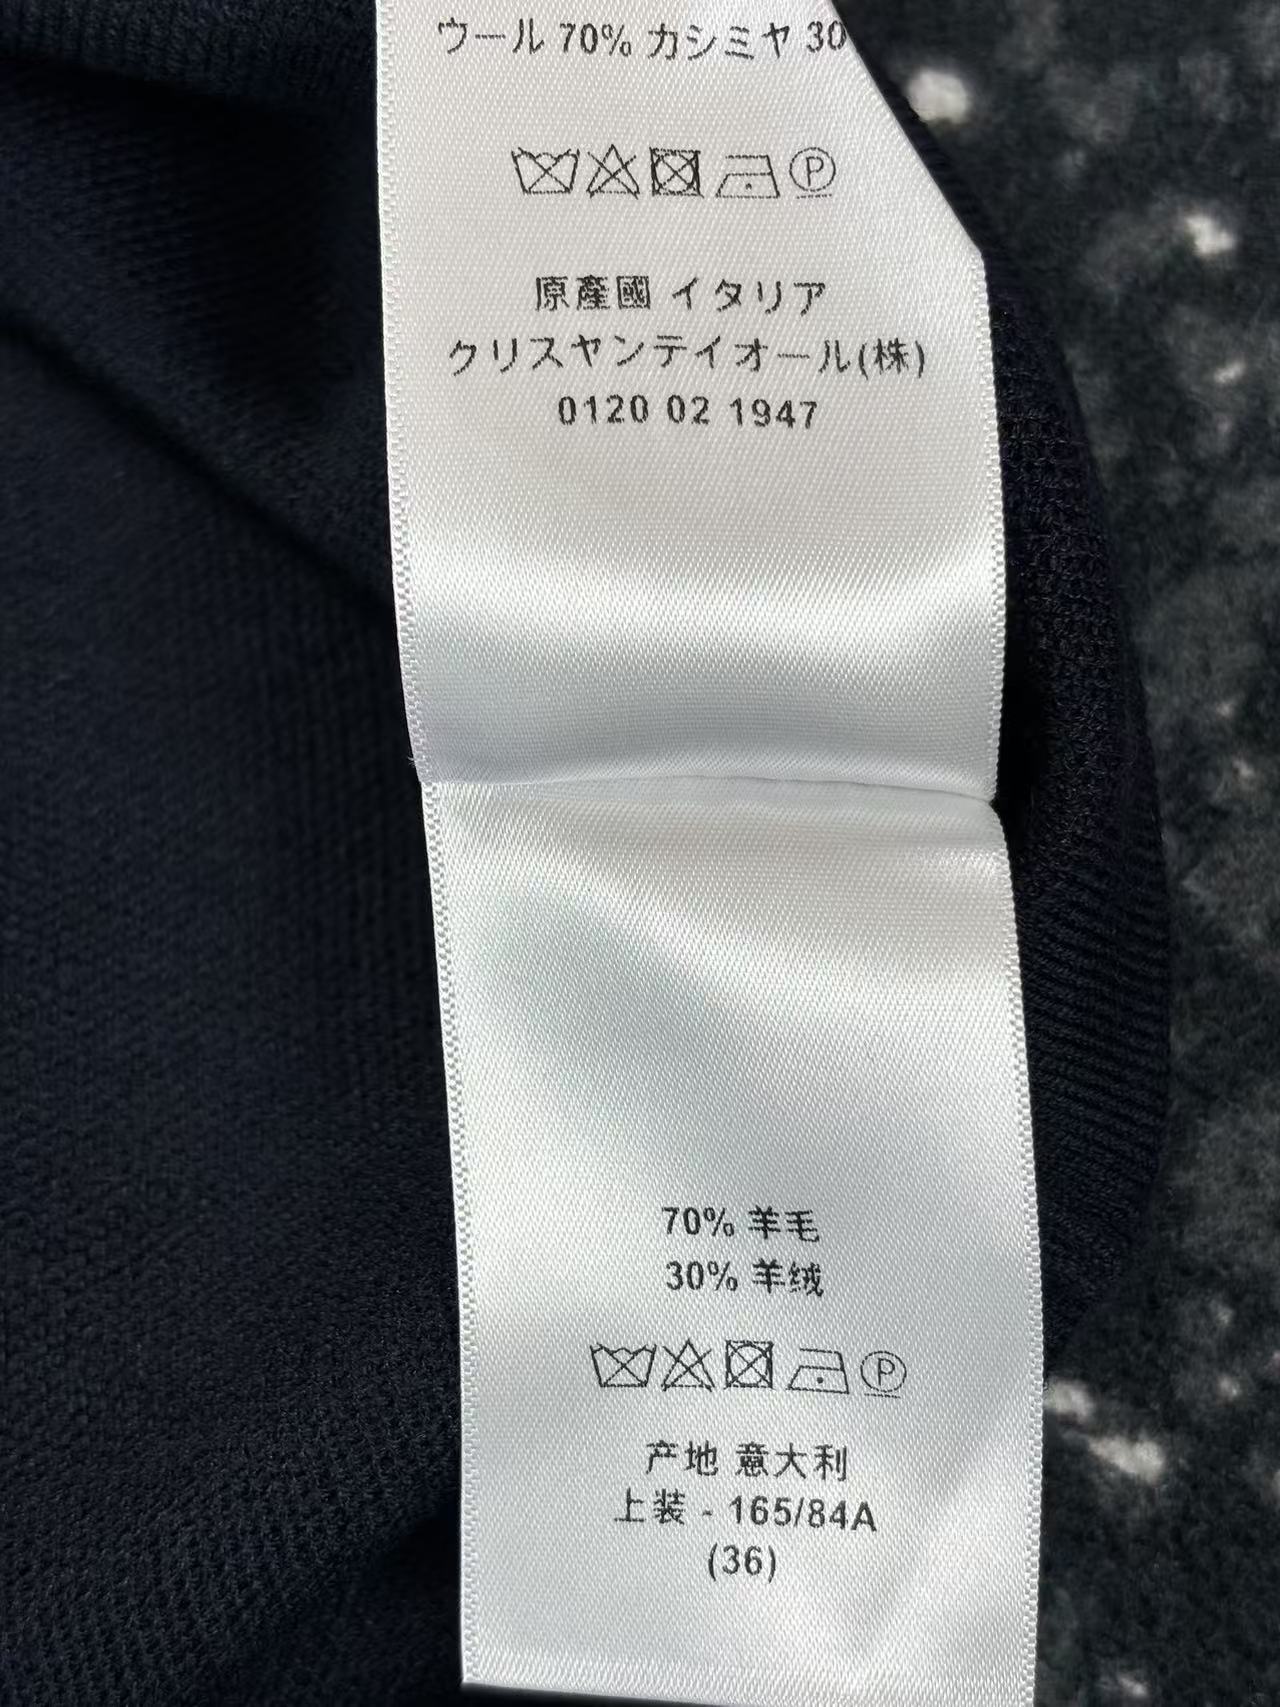 ウール 70% カシミヤ 30
P
原產國 イタリア
クリスヤンテイオール(株)
0120 02 1947
70% 羊毛
30% 羊绒
P
产地 意大利
上装 - 165/84A
(36)